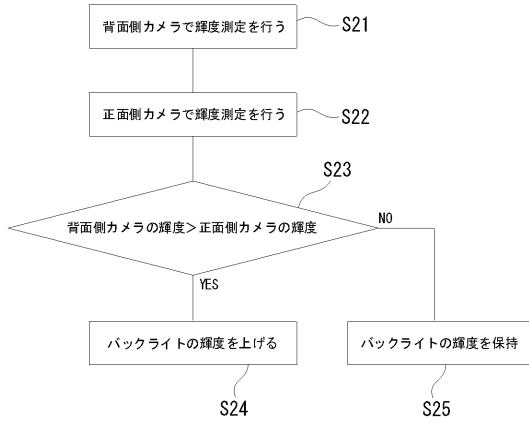 背面側カメラで輝度測定を行う
S21
正面側カメラで輝度測定を行う
S22
S23
背面側カメラの輝度>正面側カメラの輝度
NO
YES
バックライトの輝度を上げる
バックライトの輝度を保持
S24
S25